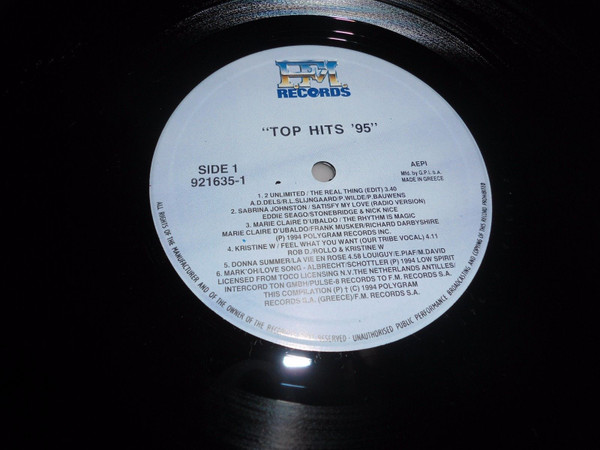 F.M.
RECORDS
"TOP HITS '95"
SIDE 1
921635-1
AEPI
Mfd. by G.P.I. s.A.
MADE IN GREECE
1. 2 UNLIMITED / THE REAL THING (EDIT) 3.40
A.D.DELS/R.L.SLIJNGAARD/P.WILDE/P.BAUWENS
2. SABRINA JOHNSTON / SATISFY MY LOVE (RADIO VERSION)
EDDIE SEAGO/STONEBRIDGE & NICK NICE
3. MARIE CLAIRE D'UBALDO / THE RHYTHM IS MAGIC
MARIE CLAIRE D'UBALDO/FRANK MUSKER/RICHARD DARBYSHIRE
(P) 1994 POLYGRAM RECORDS INC.
4. KRISTINE W / FEEL WHAT YOU WANT (OUR TRIBE VOCAL) 4.11
ROB D./ROLLO & KRISTINE W
5. DONNA SUMMER / LA VIE EN ROSE 4.58 LOUIGUY/E.PIAF/M.DAVID
6. MARK'OH LOVE SONG - ALBRECHT/SCHOTTLER (P) 1994 LOW SPIRIT
LICENSED FROM TOCO LICENSING N.V. THE NETHERLANDS ANTILLES:
INTERCORD TON GMBH/PULSE-8 RECORDS TO F.M. RECORDS S.A.
THIS COMPILATION (P) † (C) 1994 POLYGRAM
RECORDS S.A. (GREECE)/F.M. RECORDS S.A.
ALL RIGHTS OF THE MANUFACTURER AND OF THE OWNER OF THE RESERVED · UNAUTHORISED PUBLIC PERFORMANCE BROADCASTING AND COPYING OF THIS RECORD PROHIBITED